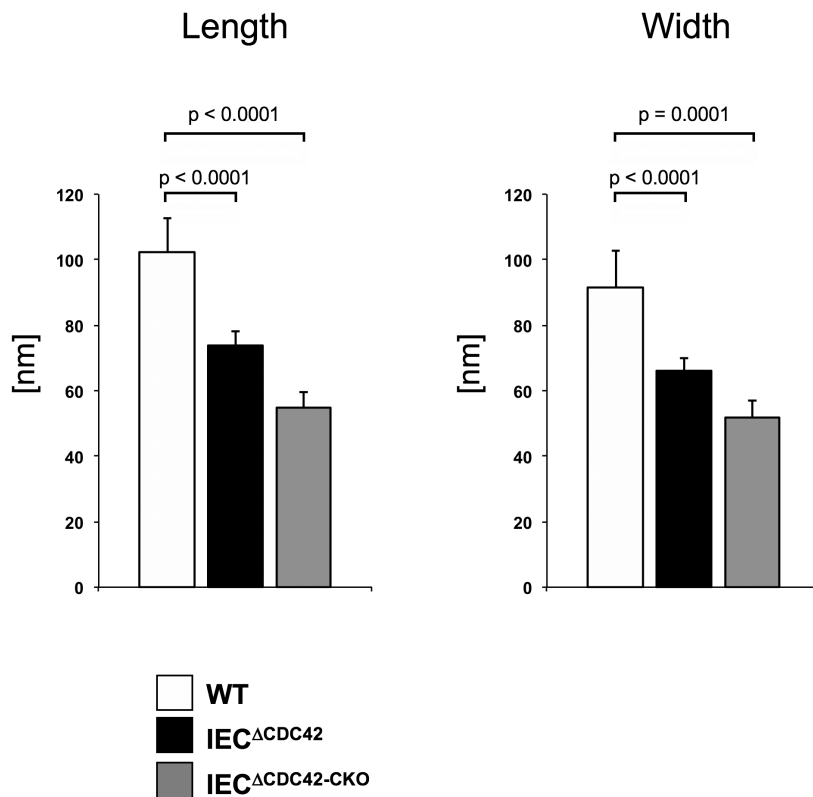 Length
Width
p < 0.0001
p < 0.0001
[nm]
120
100
80
60
40
20
0
p = 0.0001
p < 0.0001
[nm]
120
100
80
60
40
20
0
WT
IEC^ΔCDC42
IEC^ΔCDC42-CKO